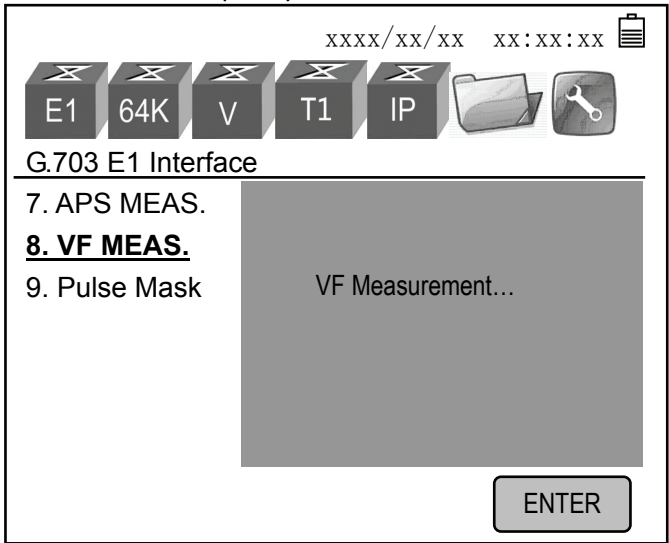 xxxx/xx/xx xx:xx:xx
E1 64K V T1 IP
G.703 E1 Interface
7. APS MEAS.
8. VF MEAS.
9. Pulse Mask
VF Measurement…
ENTER